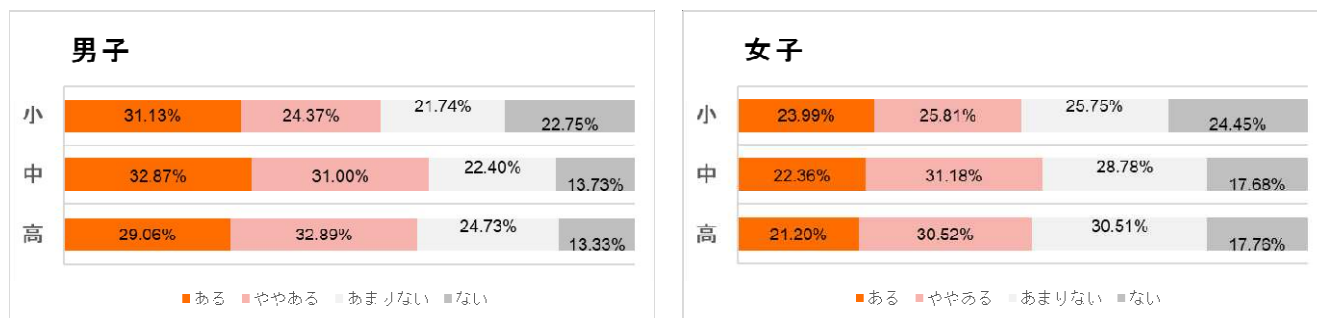 男子
小 31.13% 24.37% 21.74% 22.75%
中 32.87% 31.00% 22.40% 13.73%
高 29.06% 32.89% 24.73% 13.33%
■ある ■ややある ■あまりない ■ない
女子
小 23.99% 25.81% 25.75% 24.45%
中 22.36% 31.18% 28.78% 17.68%
高 21.20% 30.52% 30.51% 17.76%
■ある ■ややある ■あまりない ■ない